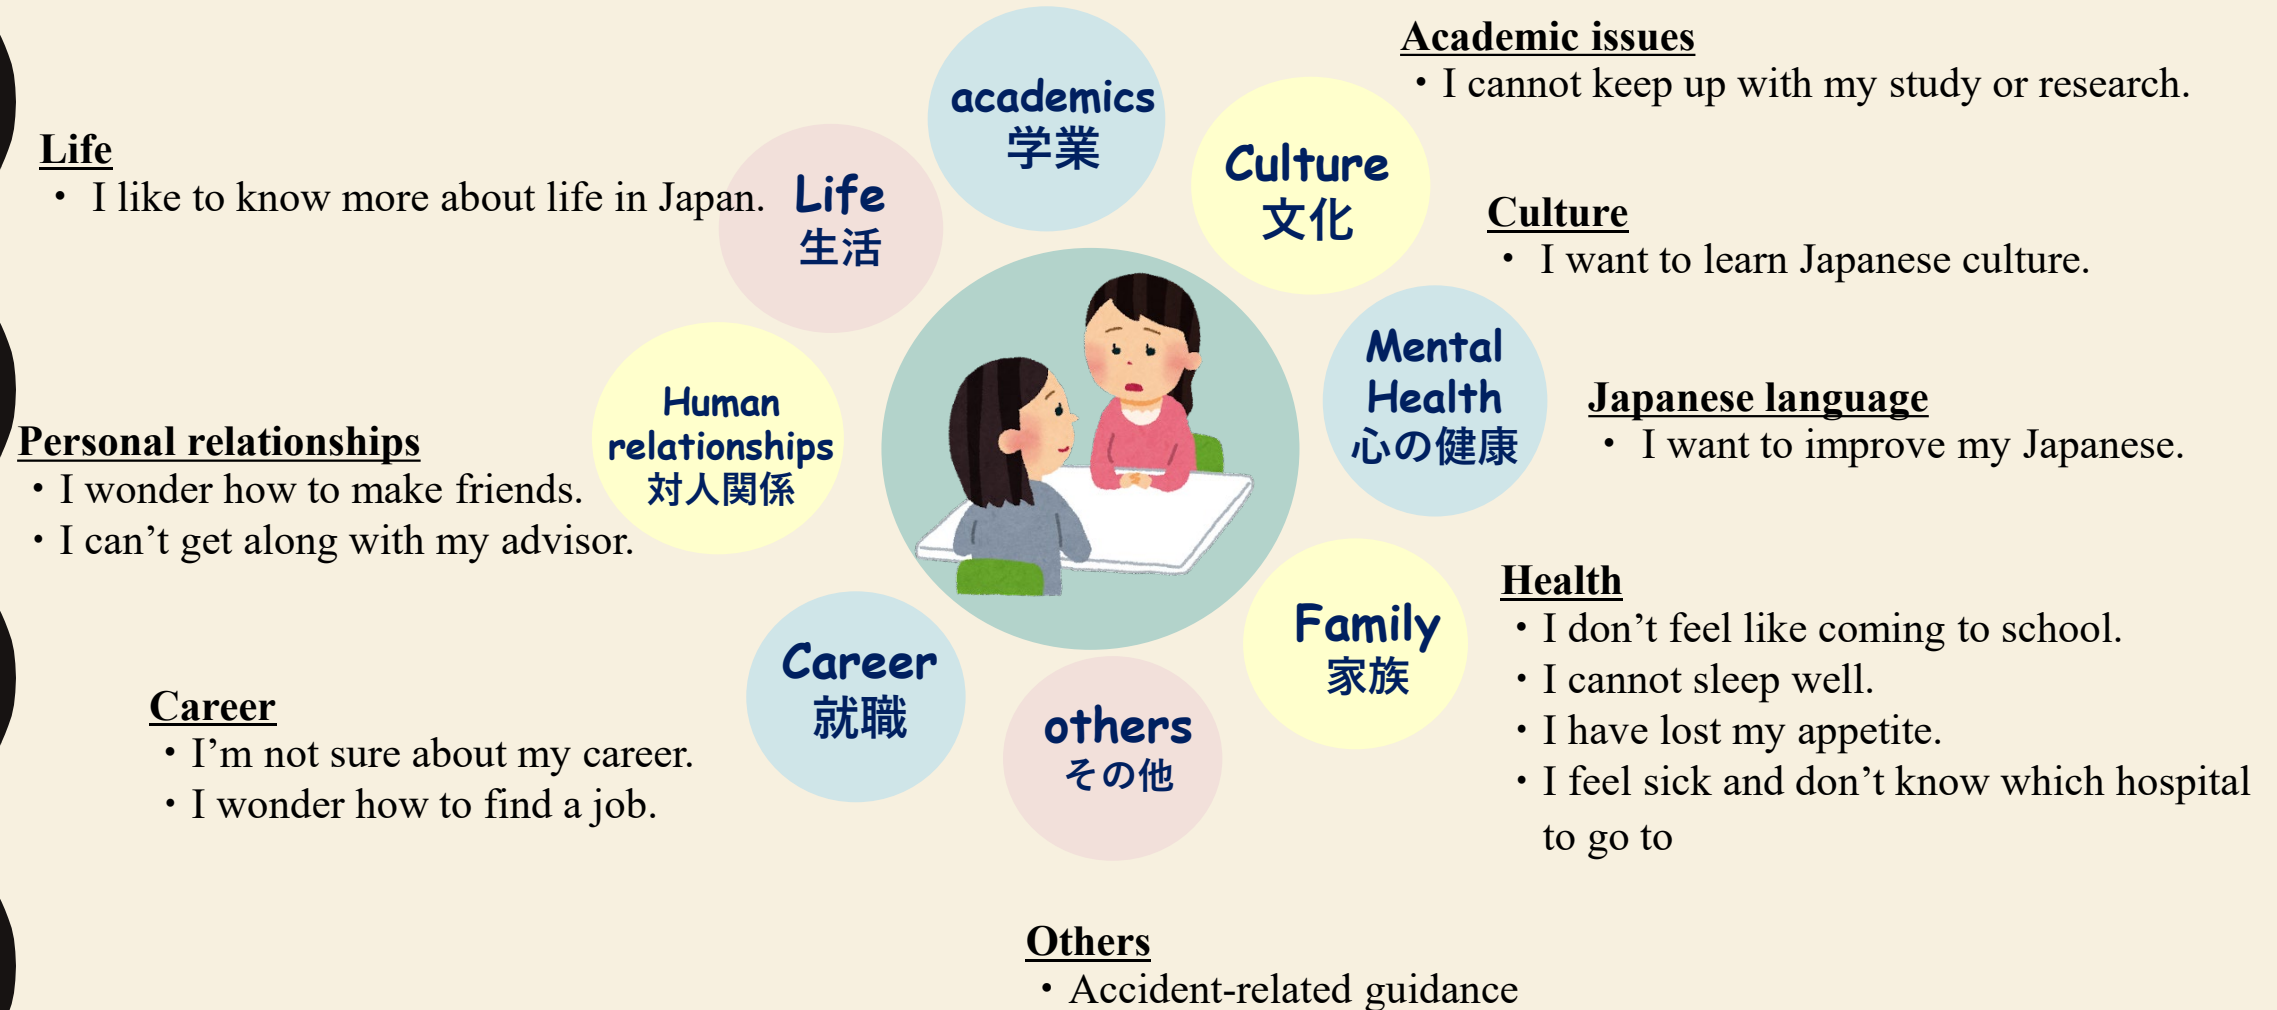 Academic issues
・I cannot keep up with my study or research.
academics
学業
Life
・ I like to know more about life in Japan.
Life
生活
Culture
文化
Culture
・ I want to learn Japanese culture.
Mental
Health
心の健康
Japanese language
・ I want to improve my Japanese.
Human
relationships
対人関係
Personal relationships
・I wonder how to make friends.
・I can’t get along with my advisor.
Family
家族
Health
・I don’t feel like coming to school.
・I cannot sleep well.
・I have lost my appetite.
・I feel sick and don’t know which hospital
to go to
Career
就職
Career
・I’m not sure about my career.
・I wonder how to find a job.
others
その他
Others
・Accident-related guidance